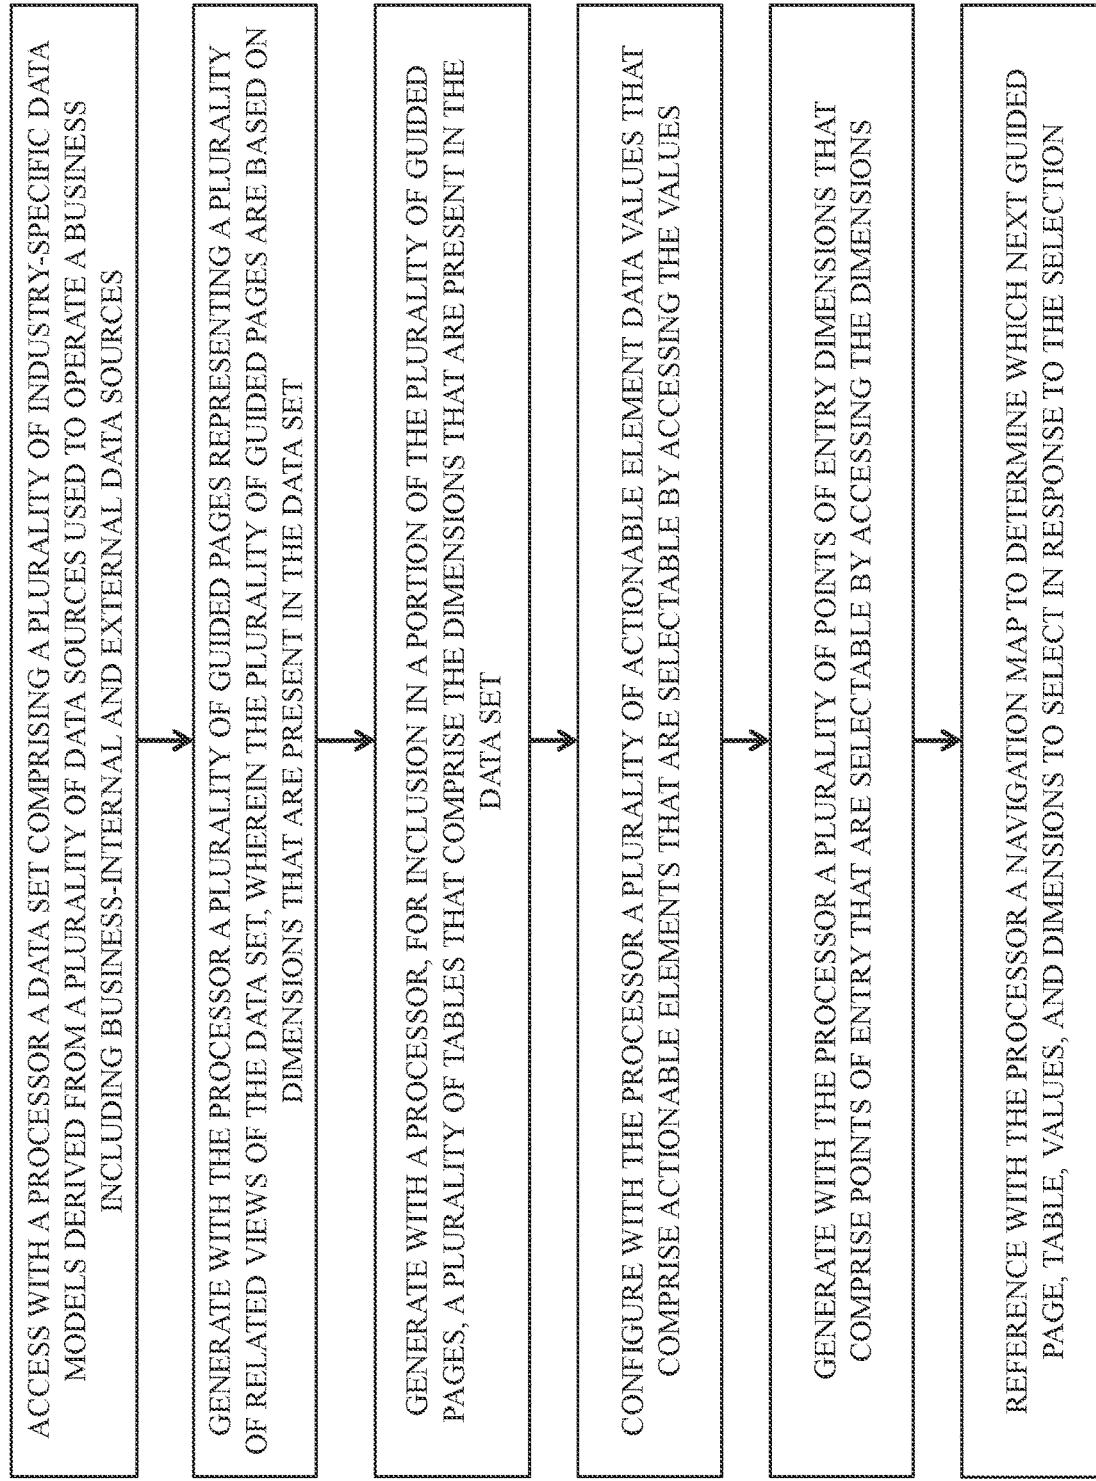 ACCESS WITH A PROCESSOR A DATA SET COMPRISING A PLURALITY OF INDUSTRY-SPECIFIC DATA
MODELS DERIVED FROM A PLURALITY OF DATA SOURCES USED TO OPERATE A BUSINESS
INCLUDING BUSINESS-INTERNAL AND EXTERNAL DATA SOURCES
GENERATE WITH THE PROCESSOR A PLURALITY OF GUIDED PAGES REPRESENTING A PLURALITY
OF RELATED VIEWS OF THE DATA SET, WHEREIN THE PLURALITY OF GUIDED PAGES ARE BASED ON
DIMENSIONS THAT ARE PRESENT IN THE DATA SET
GENERATE WITH A PROCESSOR, FOR INCLUSION IN A PORTION OF THE PLURALITY OF GUIDED
PAGES, A PLURALITY OF TABLES THAT COMPRISE THE DIMENSIONS THAT ARE PRESENT IN THE
DATA SET
CONFIGURE WITH THE PROCESSOR A PLURALITY OF ACTIONABLE ELEMENT DATA VALUES THAT
COMPRISE ACTIONABLE ELEMENTS THAT ARE SELECTABLE BY ACCESSING THE VALUES
GENERATE WITH THE PROCESSOR A PLURALITY OF POINTS OF ENTRY DIMENSIONS THAT
COMPRISE POINTS OF ENTRY THAT ARE SELECTABLE BY ACCESSING THE DIMENSIONS
REFERENCE WITH THE PROCESSOR A NAVIGATION MAP TO DETERMINE WHICH NEXT GUIDED
PAGE, TABLE, VALUES, AND DIMENSIONS TO SELECT IN RESPONSE TO THE SELECTION